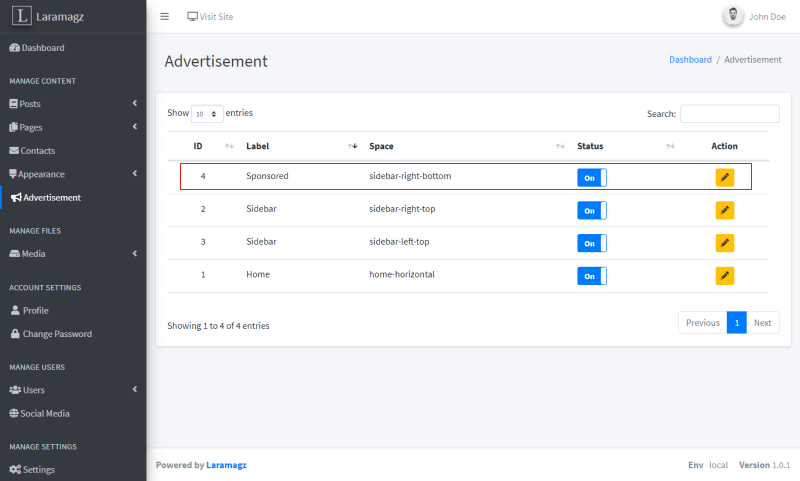 L Laramagz
Visit Site
John Doe
Dashboard
MANAGE CONTENT
Posts
Pages
Contacts
Appearance
Advertisement
MANAGE FILES
Media
ACCOUNT SETTINGS
Profile
Change Password
MANAGE USERS
Users
Social Media
MANAGE SETTINGS
Settings
Advertisement
Dashboard / Advertisement
Show 10 entries
Search:
ID Label Space Status Action
4 Sponsored sidebar-right-bottom On
2 Sidebar sidebar-right-top On
3 Sidebar sidebar-left-top On
1 Home home-horizontal On
Showing 1 to 4 of 4 entries
Previous 1 Next
Powered by Laramagz
Env local Version 1.0.1